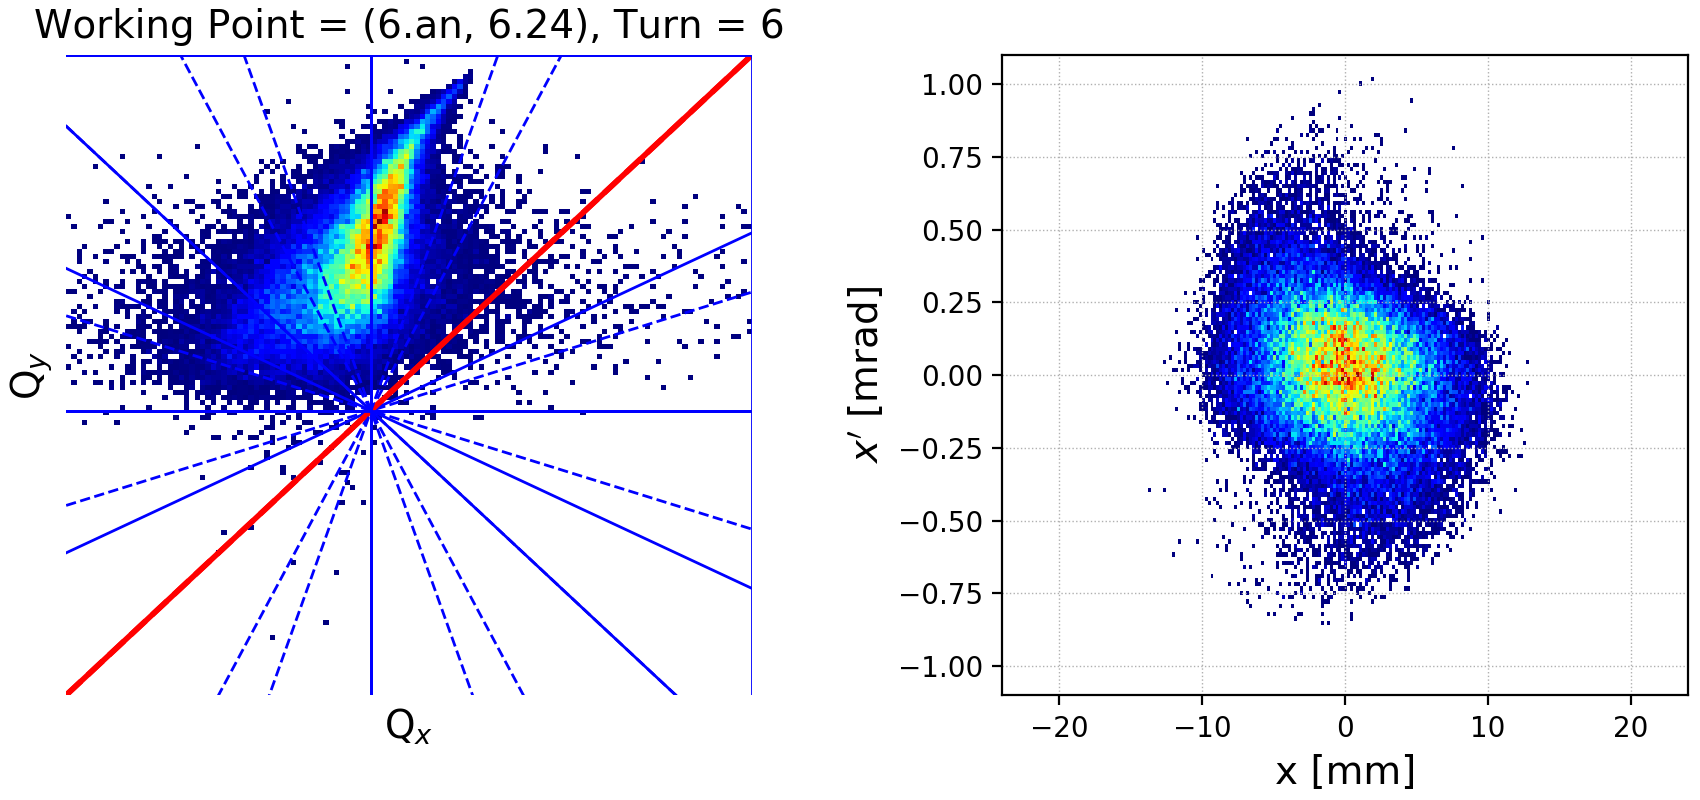 Working Point = (6.an, 6.24), Turn = 6
Q_y
Q_x
x′ [mrad]
1.00
0.75
0.50
0.25
0.00
−0.25
−0.50
−0.75
−1.00
−20 −10 0 10 20
x [mm]